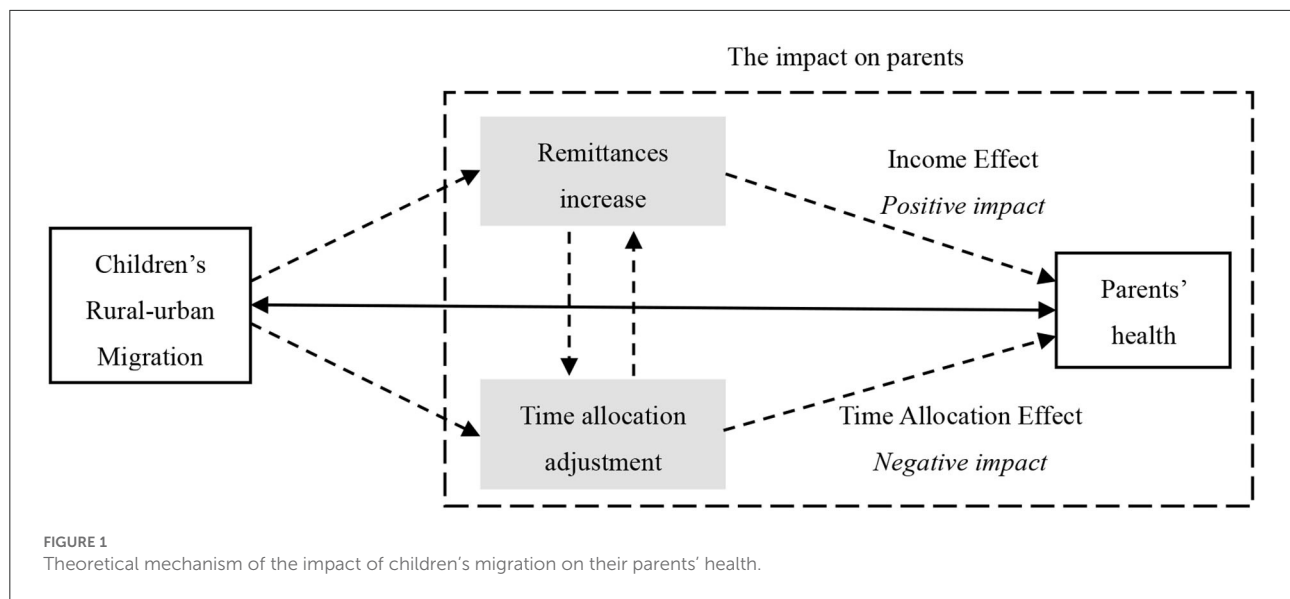 The impact on parents
Remittances
increase
Income Effect
Positive impact
Children’s
Rural-urban
Migration
Parents’
health
Time allocation
adjustment
Time Allocation Effect
Negative impact
FIGURE 1
Theoretical mechanism of the impact of children’s migration on their parents’ health.